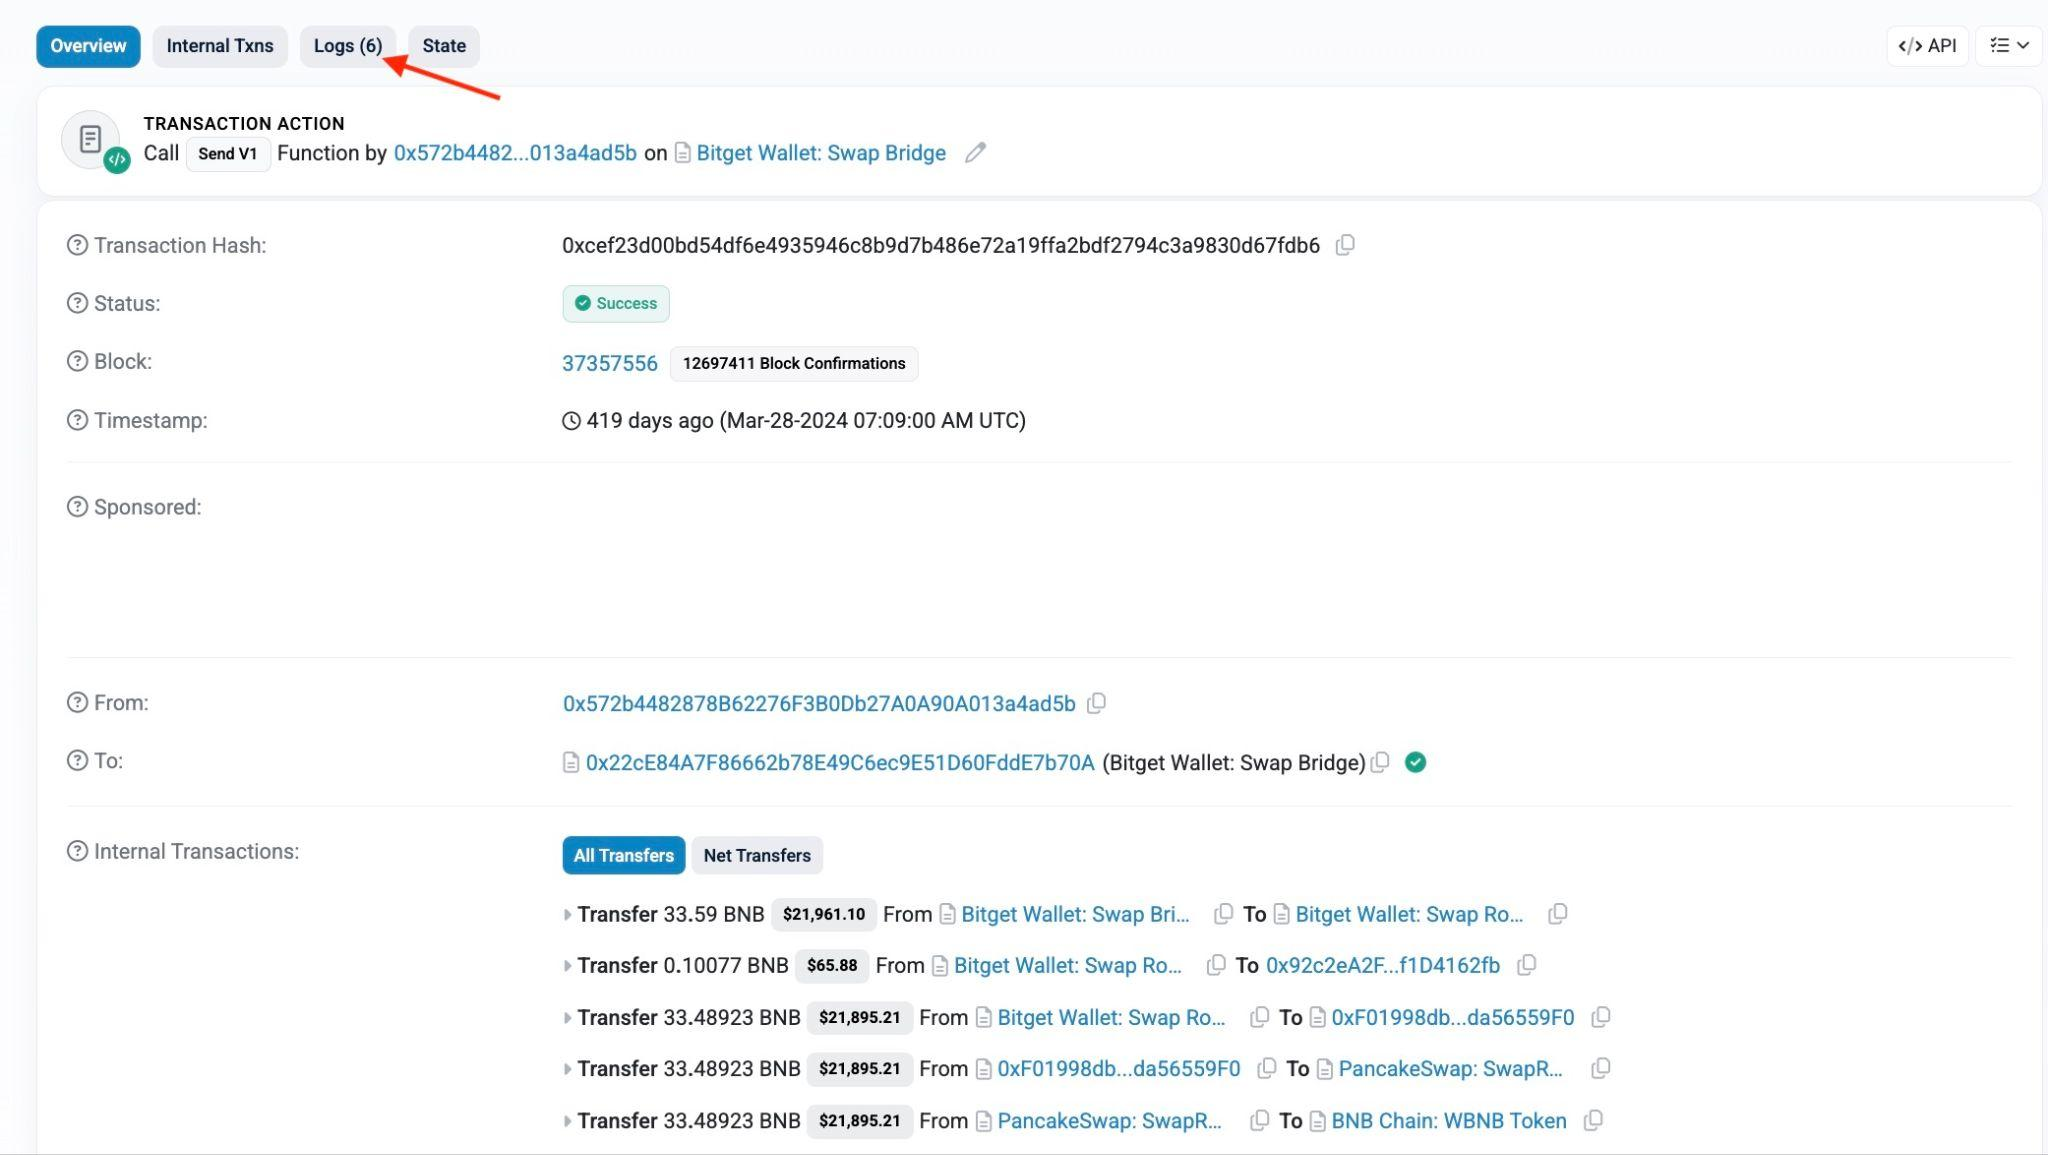 Overview Internal Txns Logs (6) State </> API
TRANSACTION ACTION
Call Send V1 Function by 0x572b4482...013a4ad5b on Bitget Wallet: Swap Bridge
Transaction Hash: 0xcef23d00bd54df6e4935946c8b9d7b486e72a19ffa2bdf2794c3a9830d67fdb6
Status: Success
Block: 37357556 12697411 Block Confirmations
Timestamp: 419 days ago (Mar-28-2024 07:09:00 AM UTC)
Sponsored:
From: 0x572b4482878B62276F3B0Db27A0A90A013a4ad5b
To: 0x22cE84A7F86662b78E49C6ec9E51D60FddE7b70A (Bitget Wallet: Swap Bridge)
Internal Transactions: All Transfers Net Transfers
Transfer 33.59 BNB $21,961.10 From Bitget Wallet: Swap Bri... To Bitget Wallet: Swap Ro...
Transfer 0.10077 BNB $65.88 From Bitget Wallet: Swap Ro... To 0x92c2eA2F...f1D4162fb
Transfer 33.48923 BNB $21,895.21 From Bitget Wallet: Swap Ro... To 0xF01998db...da56559F0
Transfer 33.48923 BNB $21,895.21 From 0xF01998db...da56559F0 To PancakeSwap: SwapR...
Transfer 33.48923 BNB $21,895.21 From PancakeSwap: SwapR... To BNB Chain: WBNB Token